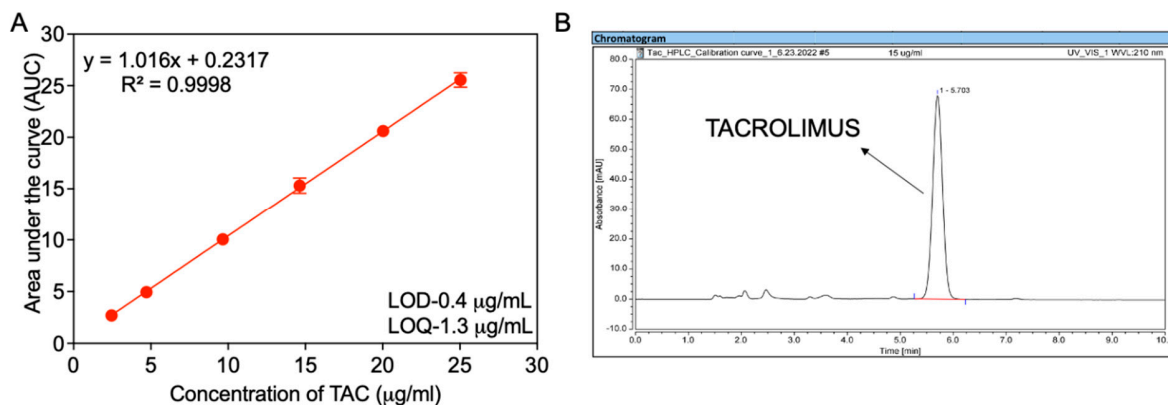 A
y = 1.016x + 0.2317
R² = 0.9998
30
25
20
15
10
5
0
Area under the curve (AUC)
LOD-0.4 μg/mL
LOQ-1.3 μg/mL
0 5 10 15 20 25 30
Concentration of TAC (μg/ml)
B
Chromatogram
Tac_HPLC_Calibration curve_1_6.23.2022 #5 15 ug/ml UV_VIS_1 WVL:210 nm
80.0
70.0
60.0
50.0
40.0
30.0
20.0
10.0
0.0
-10.0
Absorbance [mAU]
1 - 5.703
TACROLIMUS
0.0 1.0 2.0 3.0 4.0 5.0 6.0 7.0 8.0 9.0 10.0
Time [min]